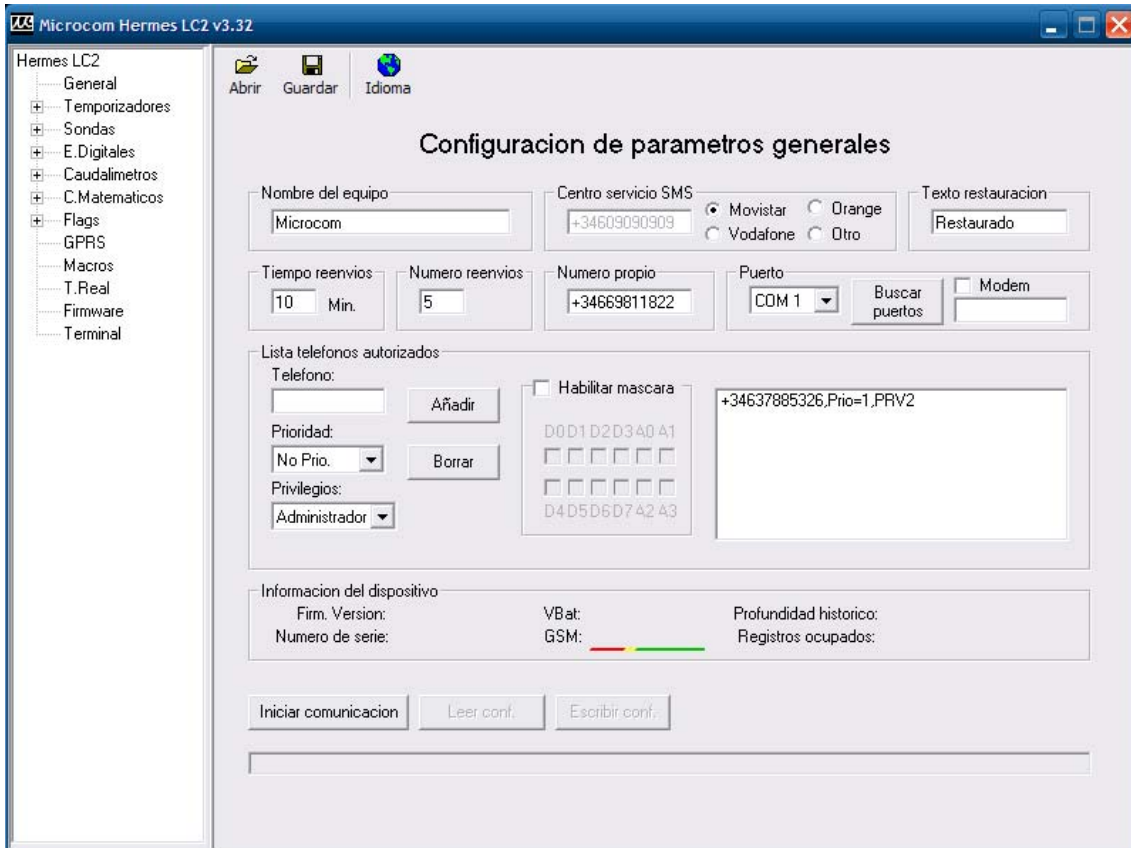 Microcom Hermes LC2 v3.32
Hermes LC2
General
Temporizadores
Sondas
E.Digitales
Caudalimetros
C.Matematicos
Flags
GPRS
Macros
T.Real
Firmware
Terminal
Abrir Guardar Idioma
Configuracion de parametros generales
Nombre del equipo
Microcom
Centro servicio SMS
+34609090909
Movistar Orange
Vodafone Otro
Texto restauracion
Restaurado
Tiempo reenvios
10 Min.
Numero reenvios
5
Numero propio
+34669811822
Puerto
COM 1
Buscar
puertos
Modem
Lista telefonos autorizados
Telefono:
Añadir
Prioridad:
No Prio.
Borrar
Privilegios:
Administrador
Habilitar mascara
D0 D1 D2 D3 A0 A1
D4 D5 D6 D7 A2 A3
+34637885326,Prio=1,PRV2
Informacion del dispositivo
Firm. Version: VBat: Profundidad historico:
Numero de serie: GSM: Registros ocupados:
Iniciar comunicacion Leer conf. Escribir conf.